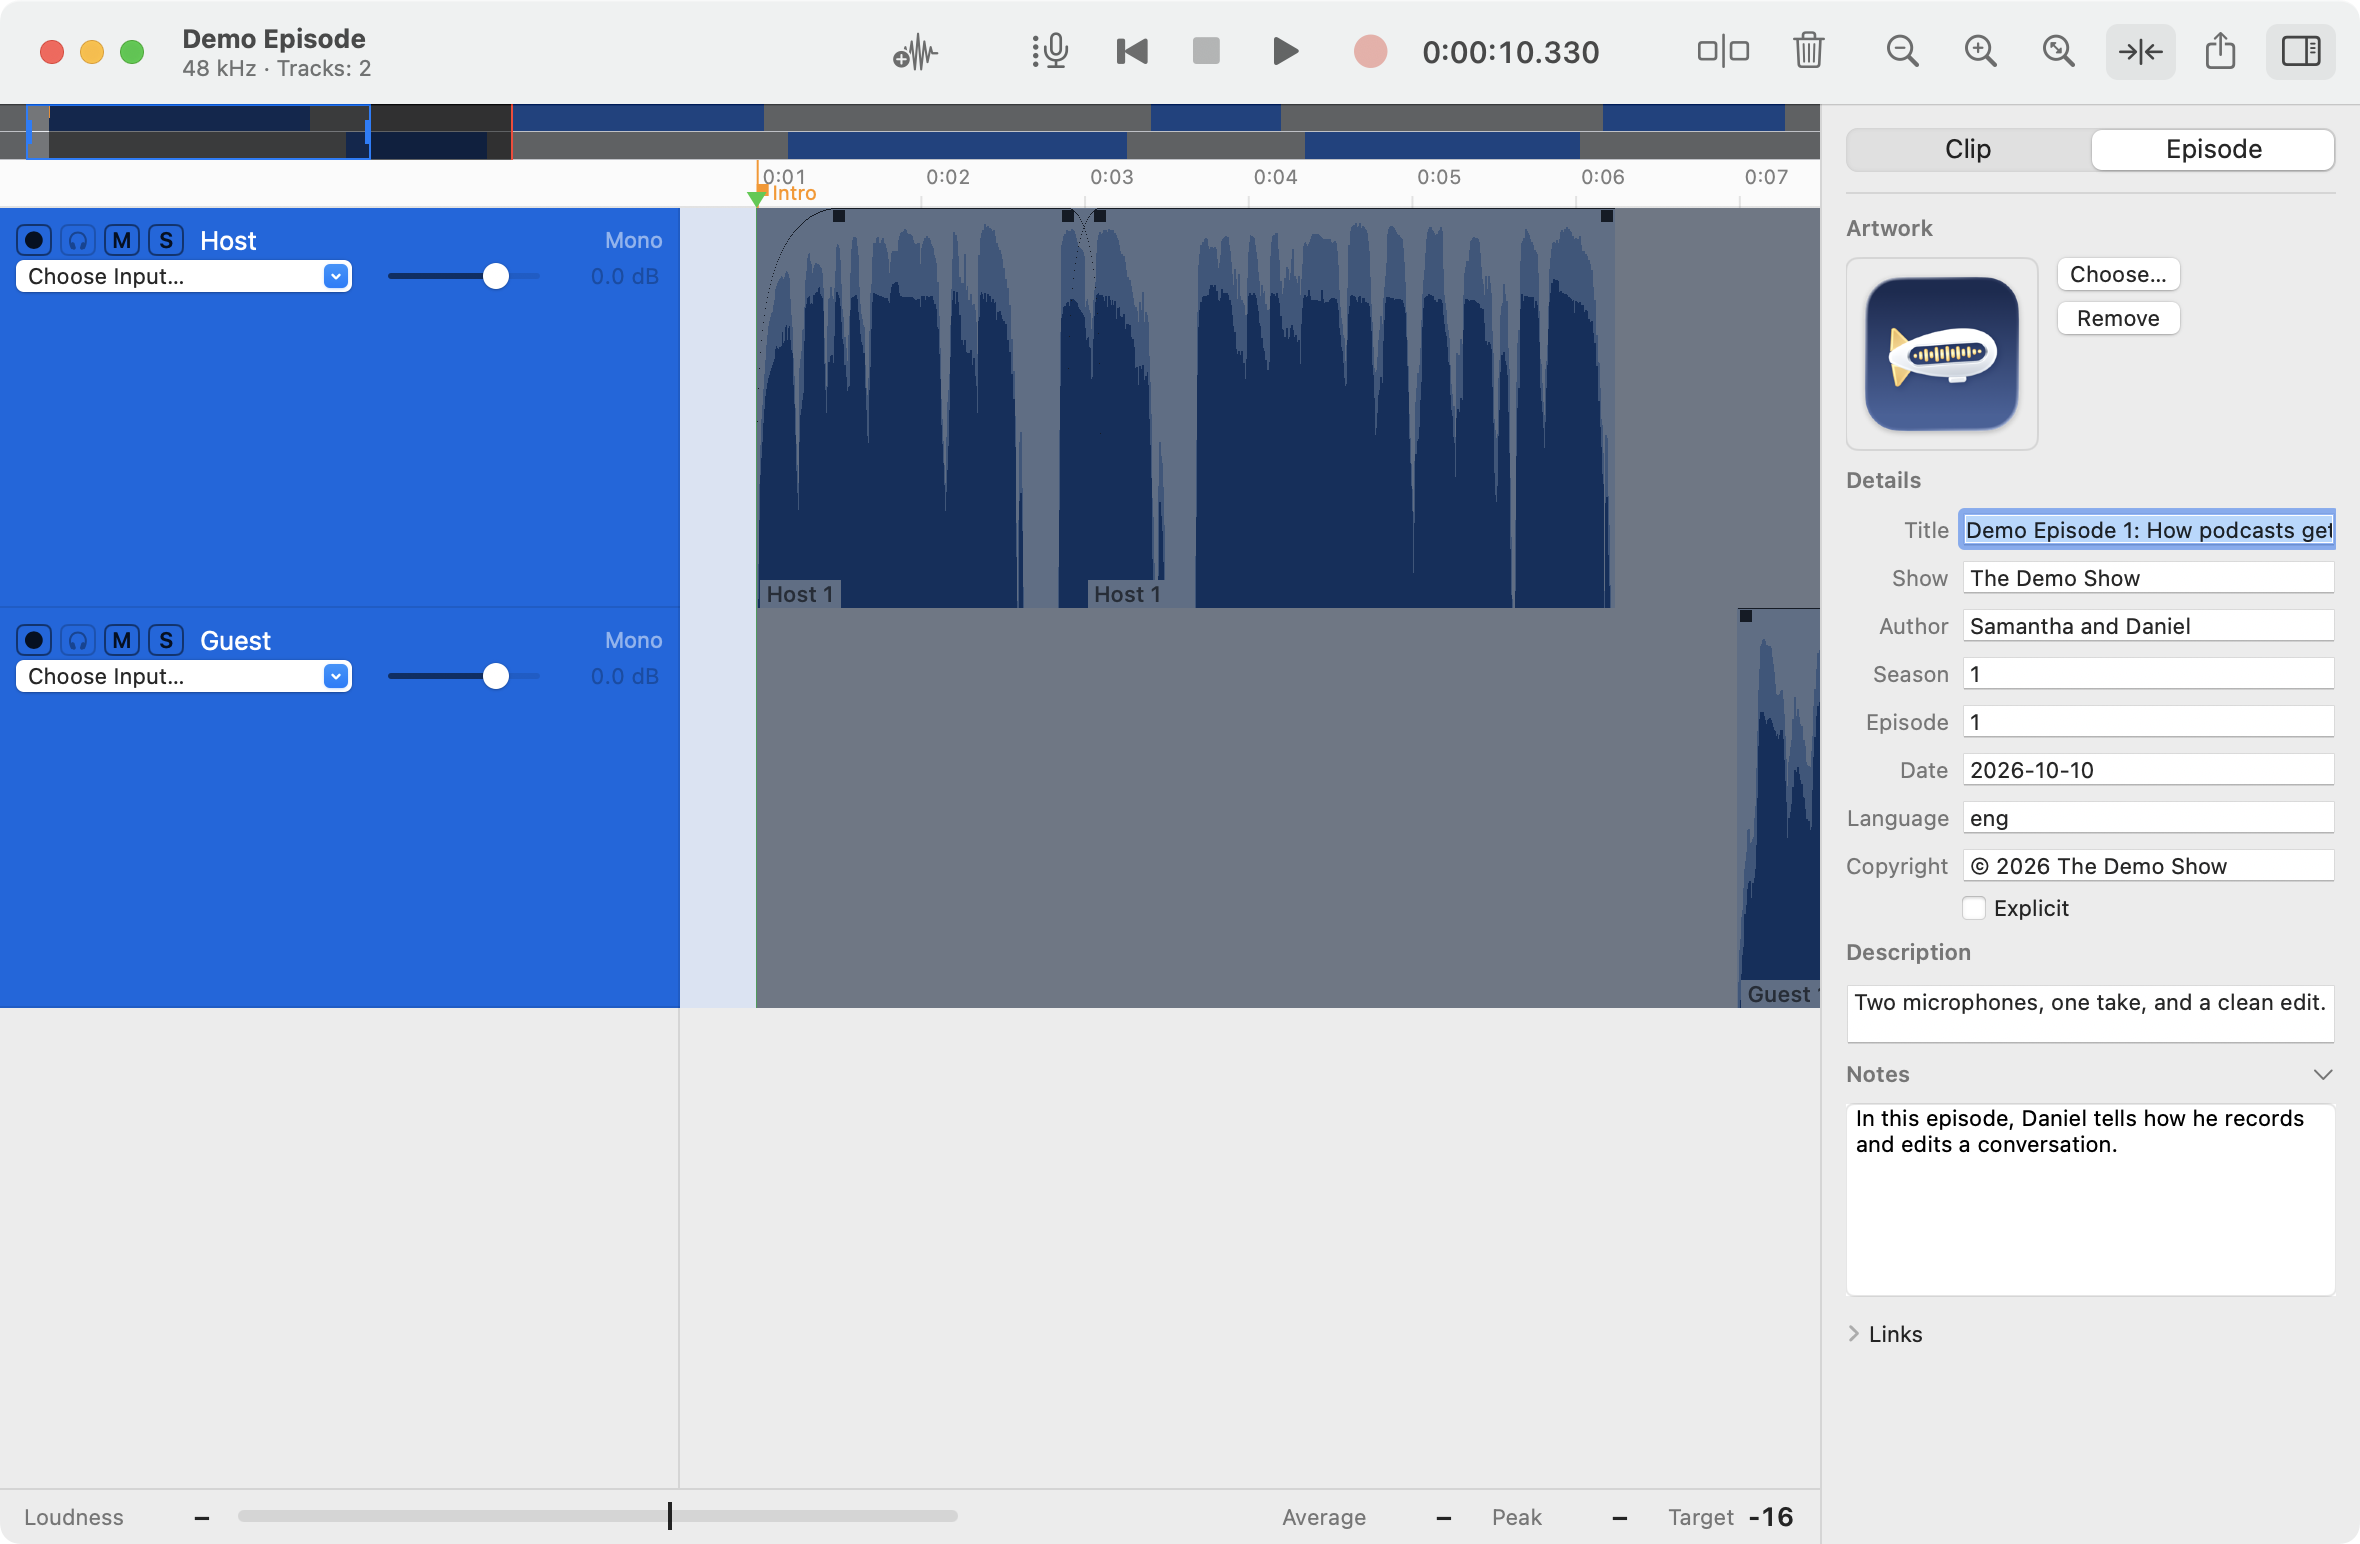 Demo Episode
48 kHz · Tracks: 2
0:00:10.330
0:01
0:02
0:03
0:04
0:05
0:06
0:07
Intro
M
S
Host
Mono
Choose Input...
0.0 dB
Host 1
Host 1
M
S
Guest
Mono
Choose Input...
0.0 dB
Guest
Loudness
–
Average
–
Peak
–
Target
-16
Clip
Episode
Artwork
Choose...
Remove
Details
Title
Demo Episode 1: How podcasts get
Show
The Demo Show
Author
Samantha and Daniel
Season
1
Episode
1
Date
2026-10-10
Language
eng
Copyright
© 2026 The Demo Show
Explicit
Description
Two microphones, one take, and a clean edit.
Notes
In this episode, Daniel tells how he records
and edits a conversation.
Links